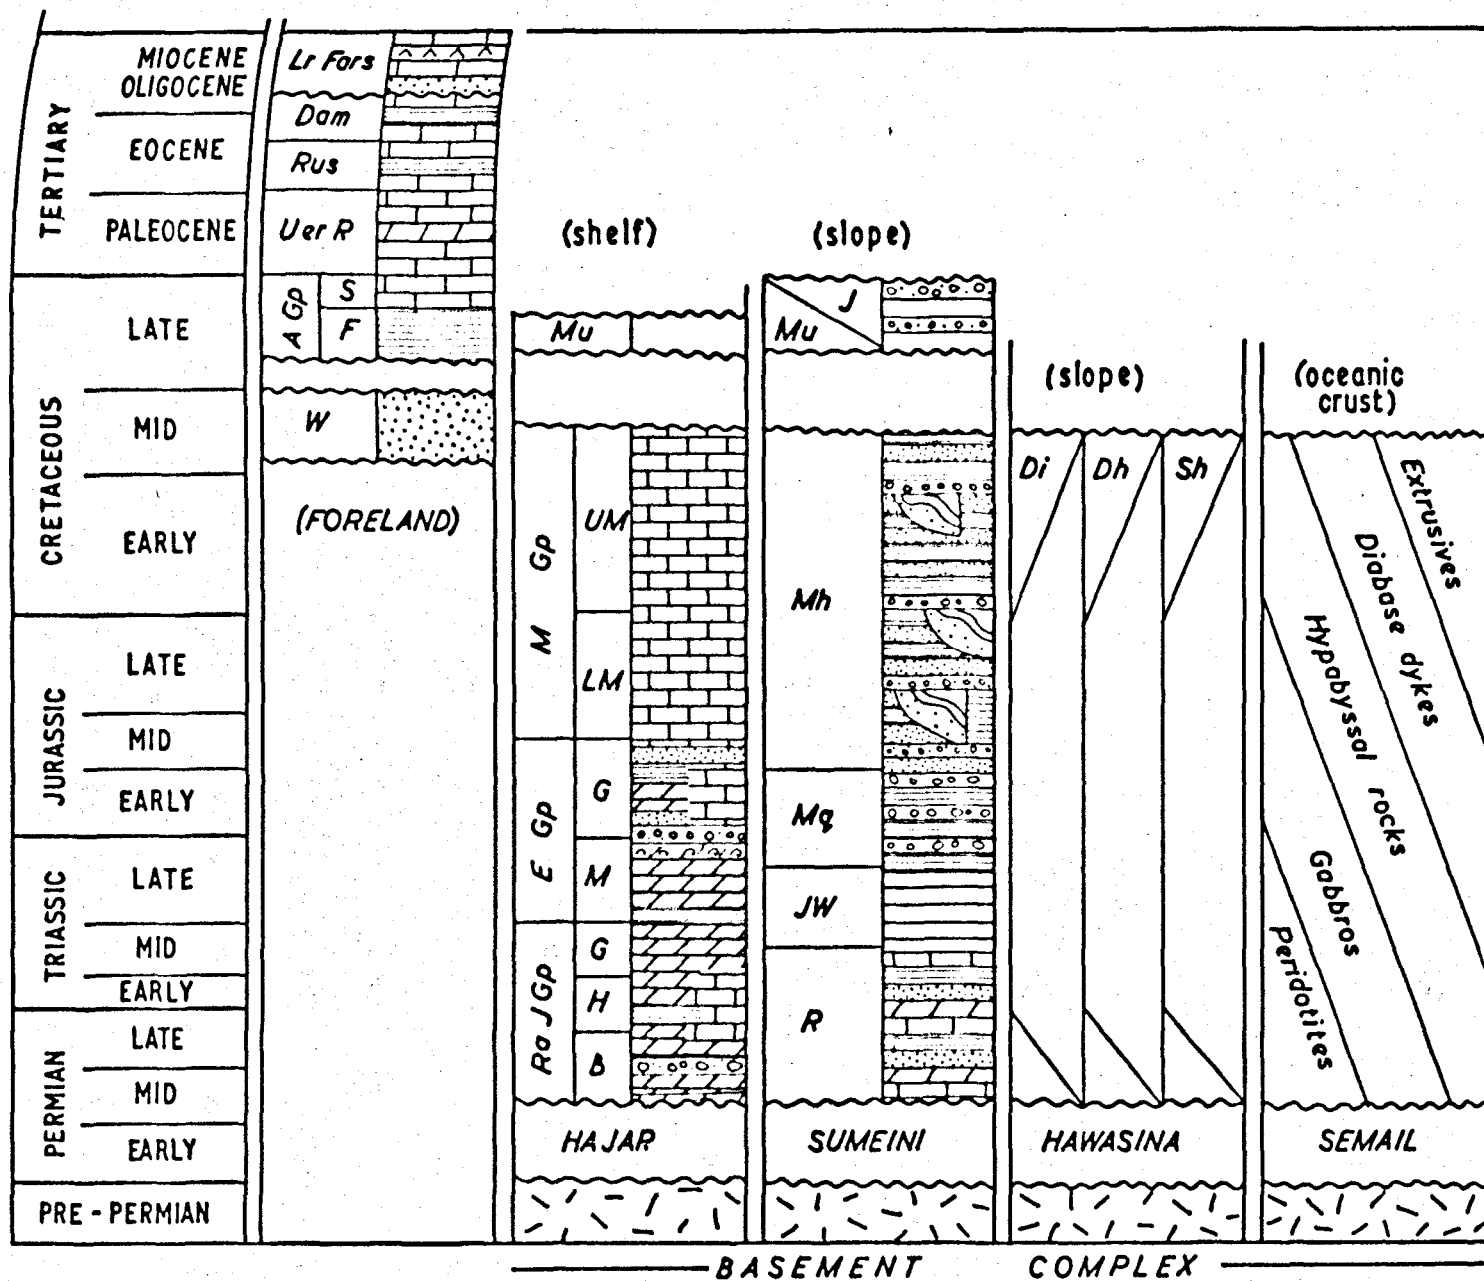 TERTIARY
MIOCENE
OLIGOCENE
EOCENE
PALEOCENE
CRETACEOUS
LATE
MID
EARLY
JURASSIC
LATE
MID
EARLY
TRIASSIC
LATE
MID
EARLY
PERMIAN
LATE
MID
EARLY
PRE-PERMIAN
Lr Fars
Dam
Rus
Uer R
A Gp
S
F
W
(FORELAND)
(shelf)
Mu
M Gp
UM
LM
E Gp
G
M
Ra J Gp
G
H
B
HAJAR
(slope)
J
Mu
Mh
Mq
JW
R
SUMEINI
(slope)
Di
Dh
Sh
HAWASINA
(oceanic
crust)
Extrusives
Diabase dykes
Hypabyssal rocks
Gabbros
Peridotites
SEMAIL
BASEMENT COMPLEX